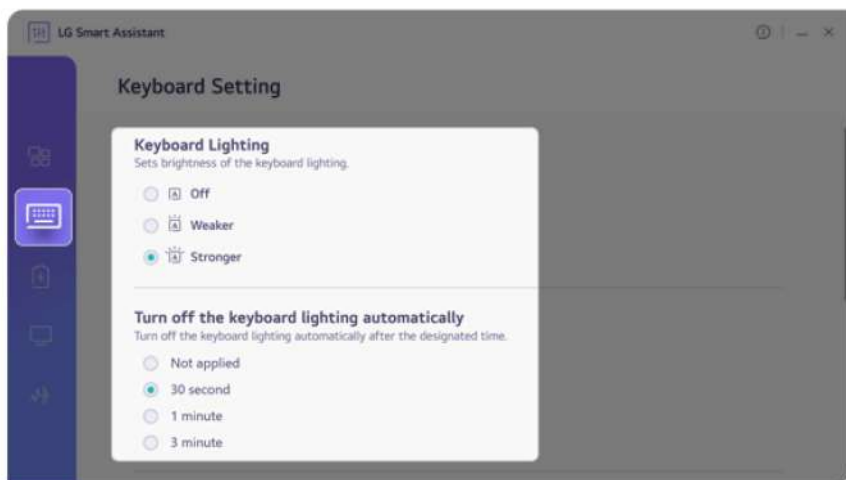 LG Smart Assistant
Keyboard Setting
Keyboard Lighting
Sets brightness of the keyboard lighting.
A Off
A Weaker
A Stronger
Turn off the keyboard lighting automatically
Turn off the keyboard lighting automatically after the designated time.
Not applied
30 second
1 minute
3 minute